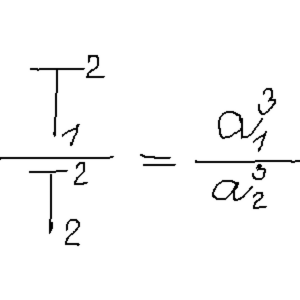 T₁² / T₂² = a₁³ / a₂³